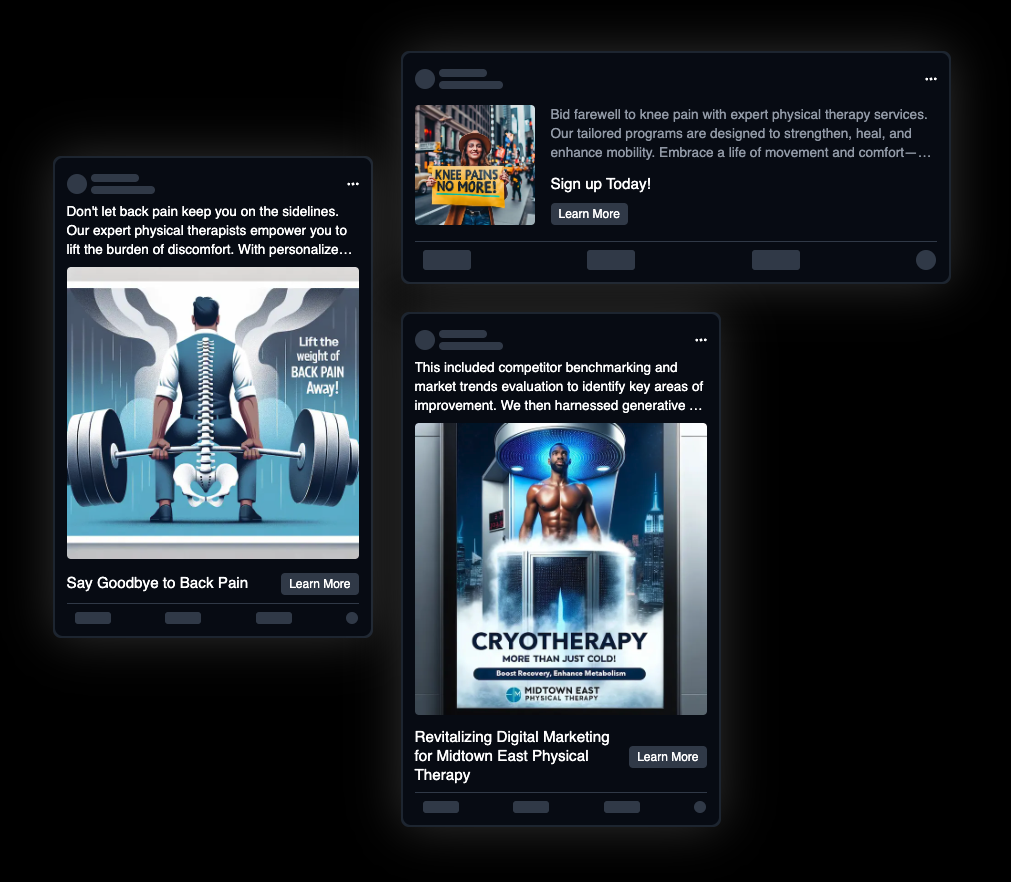 Don't let back pain keep you on the sidelines.
Our expert physical therapists empower you to
lift the burden of discomfort. With personalize…
Lift the
weight of
BACK PAIN
Away!
Say Goodbye to Back Pain
Learn More
Bid farewell to knee pain with expert physical therapy services.
Our tailored programs are designed to strengthen, heal, and
enhance mobility. Embrace a life of movement and comfort—…
KNEE PAINS
NO MORE!
Sign up Today!
Learn More
This included competitor benchmarking and
market trends evaluation to identify key areas of
improvement. We then harnessed generative …
CRYOTHERAPY
MORE THAN JUST COLD!
Boost Recovery, Enhance Metabolism
MIDTOWN EAST
PHYSICAL THERAPY
Revitalizing Digital Marketing
for Midtown East Physical
Therapy
Learn More